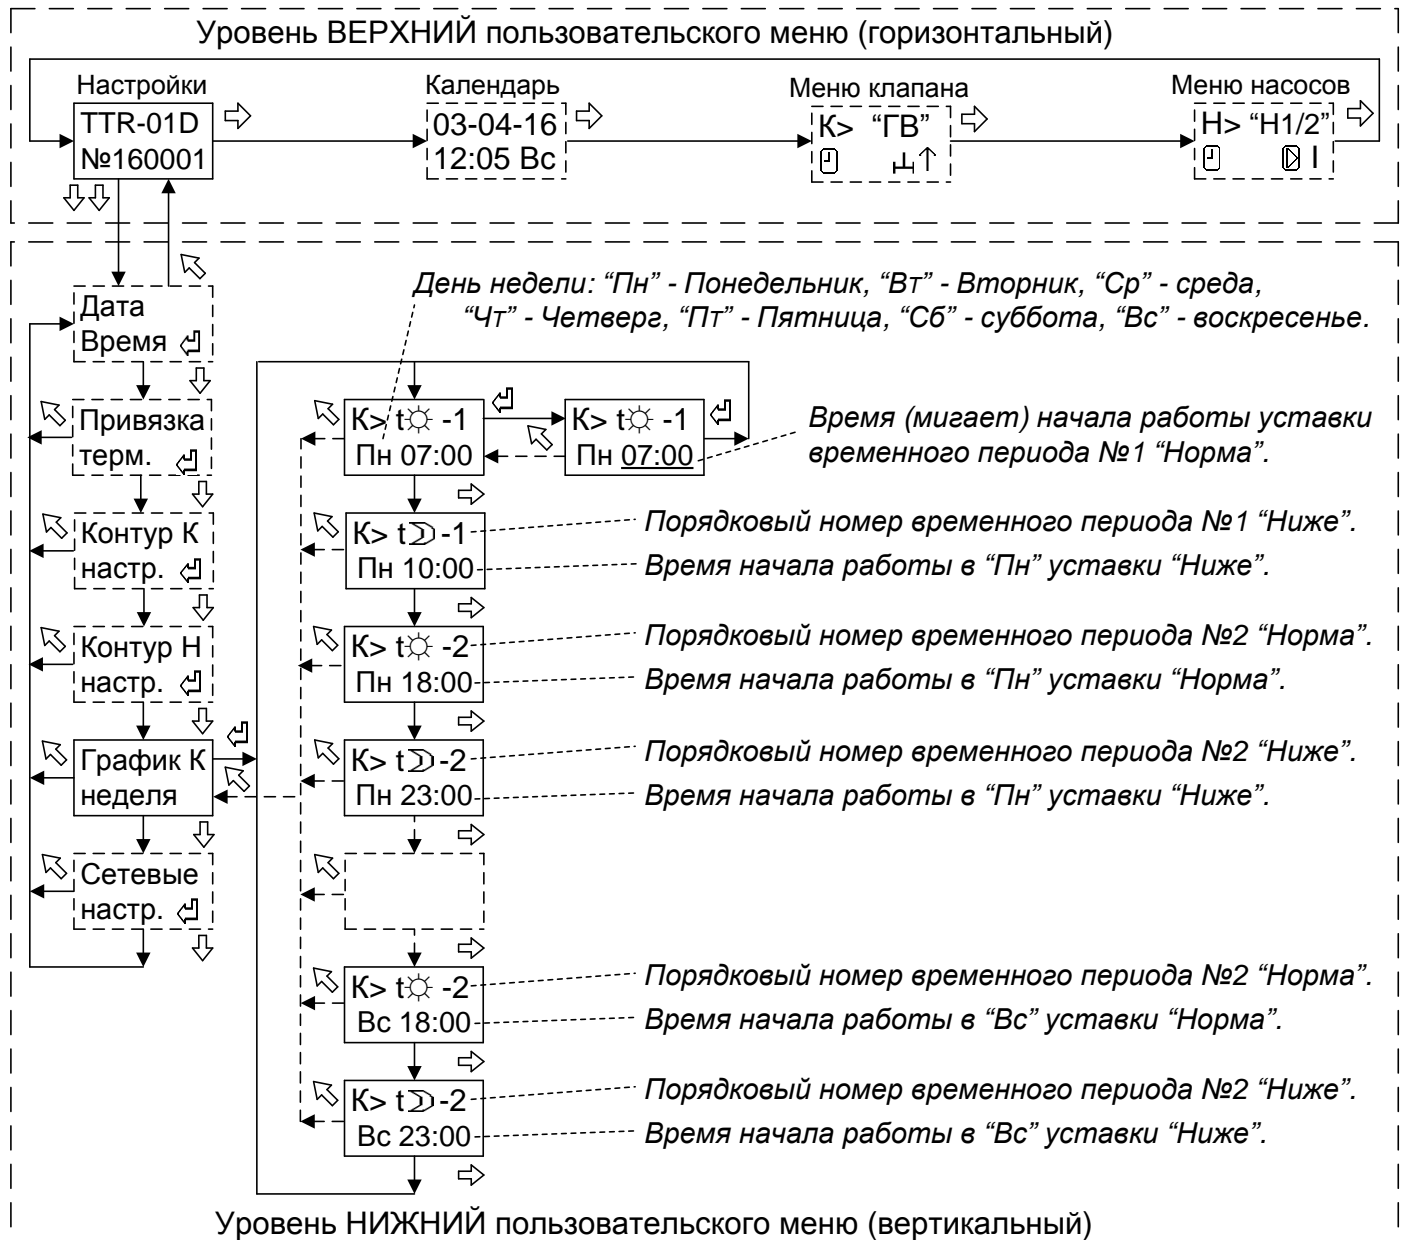 Уровень ВЕРХНИЙ пользовательского меню (горизонтальный)
Настройки
TTR-01D
№160001
Календарь
03-04-16
12:05 Вс
Меню клапана
К> “ГВ”
Меню насосов
Н> “Н1/2”
I
Дата
Время
Привязка
терм.
Контур К
настр.
Контур Н
настр.
График К
неделя
Сетевые
настр.
День недели: “Пн” - Понедельник, “Вт” - Вторник, “Ср” - среда,
“Чт” - Четверг, “Пт” - Пятница, “Сб” - суббота, “Вс” - воскресенье.
К> t☼ -1
Пн 07:00
К> t☼ -1
Пн 07:00
Время (мигает) начала работы уставки
временного периода №1 “Норма”.
К> t☽ -1
Пн 10:00
Порядковый номер временного периода №1 “Ниже”.
Время начала работы в “Пн” уставки “Ниже”.
К> t☼ -2
Пн 18:00
Порядковый номер временного периода №2 “Норма”.
Время начала работы в “Пн” уставки “Норма”.
К> t☽ -2
Пн 23:00
Порядковый номер временного периода №2 “Ниже”.
Время начала работы в “Пн” уставки “Ниже”.
К> t☼ -2
Вс 18:00
Порядковый номер временного периода №2 “Норма”.
Время начала работы в “Вс” уставки “Норма”.
К> t☽ -2
Вс 23:00
Порядковый номер временного периода №2 “Ниже”.
Время начала работы в “Вс” уставки “Ниже”.
Уровень НИЖНИЙ пользовательского меню (вертикальный)